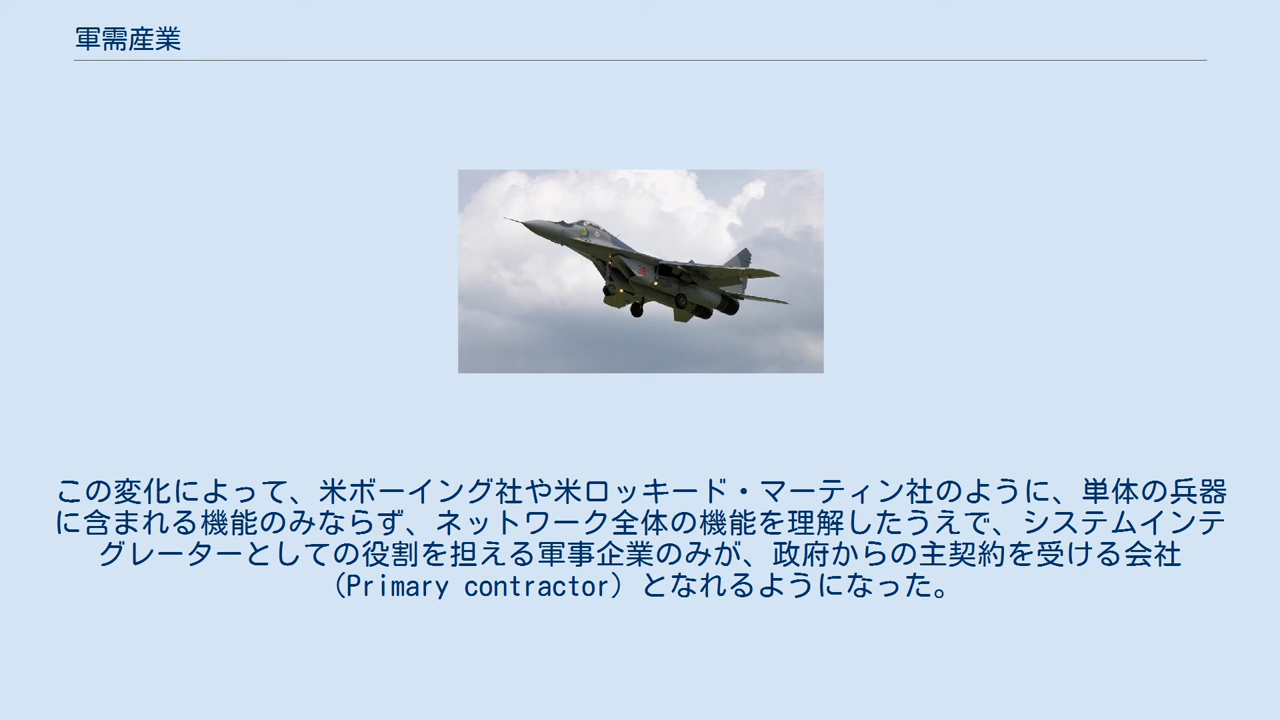 軍需産業
この変化によって、米ボーイング社や米ロッキード・マーティン社のように、単体の兵器
に含まれる機能のみならず、ネットワーク全体の機能を理解したうえで、システムインテ
グレーターとしての役割を担える軍事企業のみが、政府からの主契約を受ける会社
（Primary contractor）となれるようになった。